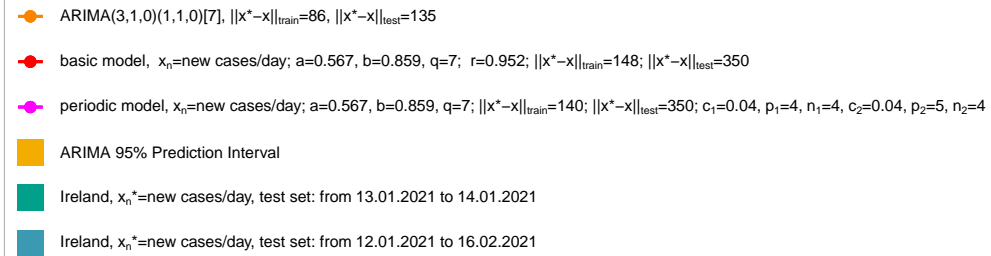 ARIMA(3,1,0)(1,1,0)[7], ||x*−x||train=86, ||x*−x||test=135
basic model, xn=new cases/day; a=0.567, b=0.859, q=7; r=0.952; ||x*−x||train=148; ||x*−x||test=350
periodic model, xn=new cases/day; a=0.567, b=0.859, q=7; ||x*−x||train=140; ||x*−x||test=350; c1=0.04, p1=4, n1=4, c2=0.04, p2=5, n2=4
ARIMA 95% Prediction Interval
Ireland, xn*=new cases/day, test set: from 13.01.2021 to 14.01.2021
Ireland, xn*=new cases/day, test set: from 12.01.2021 to 16.02.2021